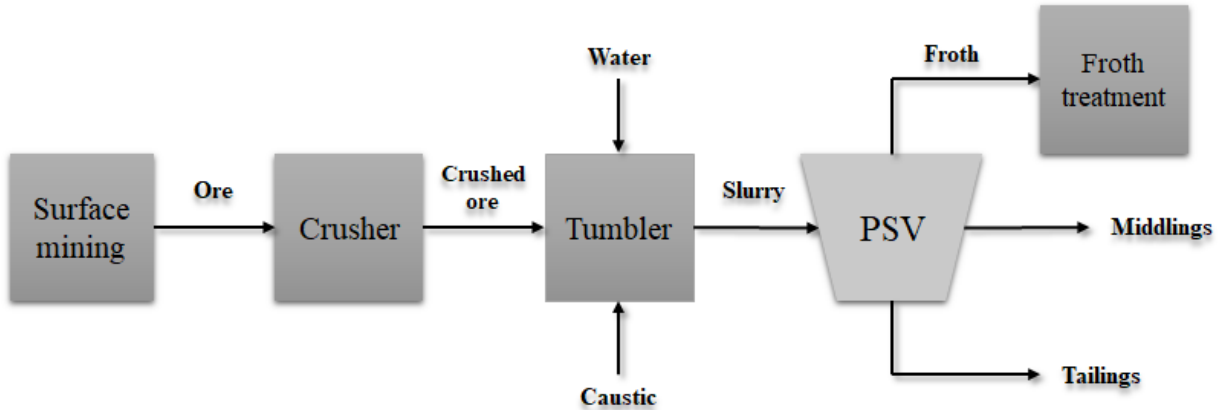 Water
Froth
Froth
treatment
Surface
mining
Ore
Crusher
Crushed
ore
Tumbler
Slurry
PSV
Middlings
Caustic
Tailings